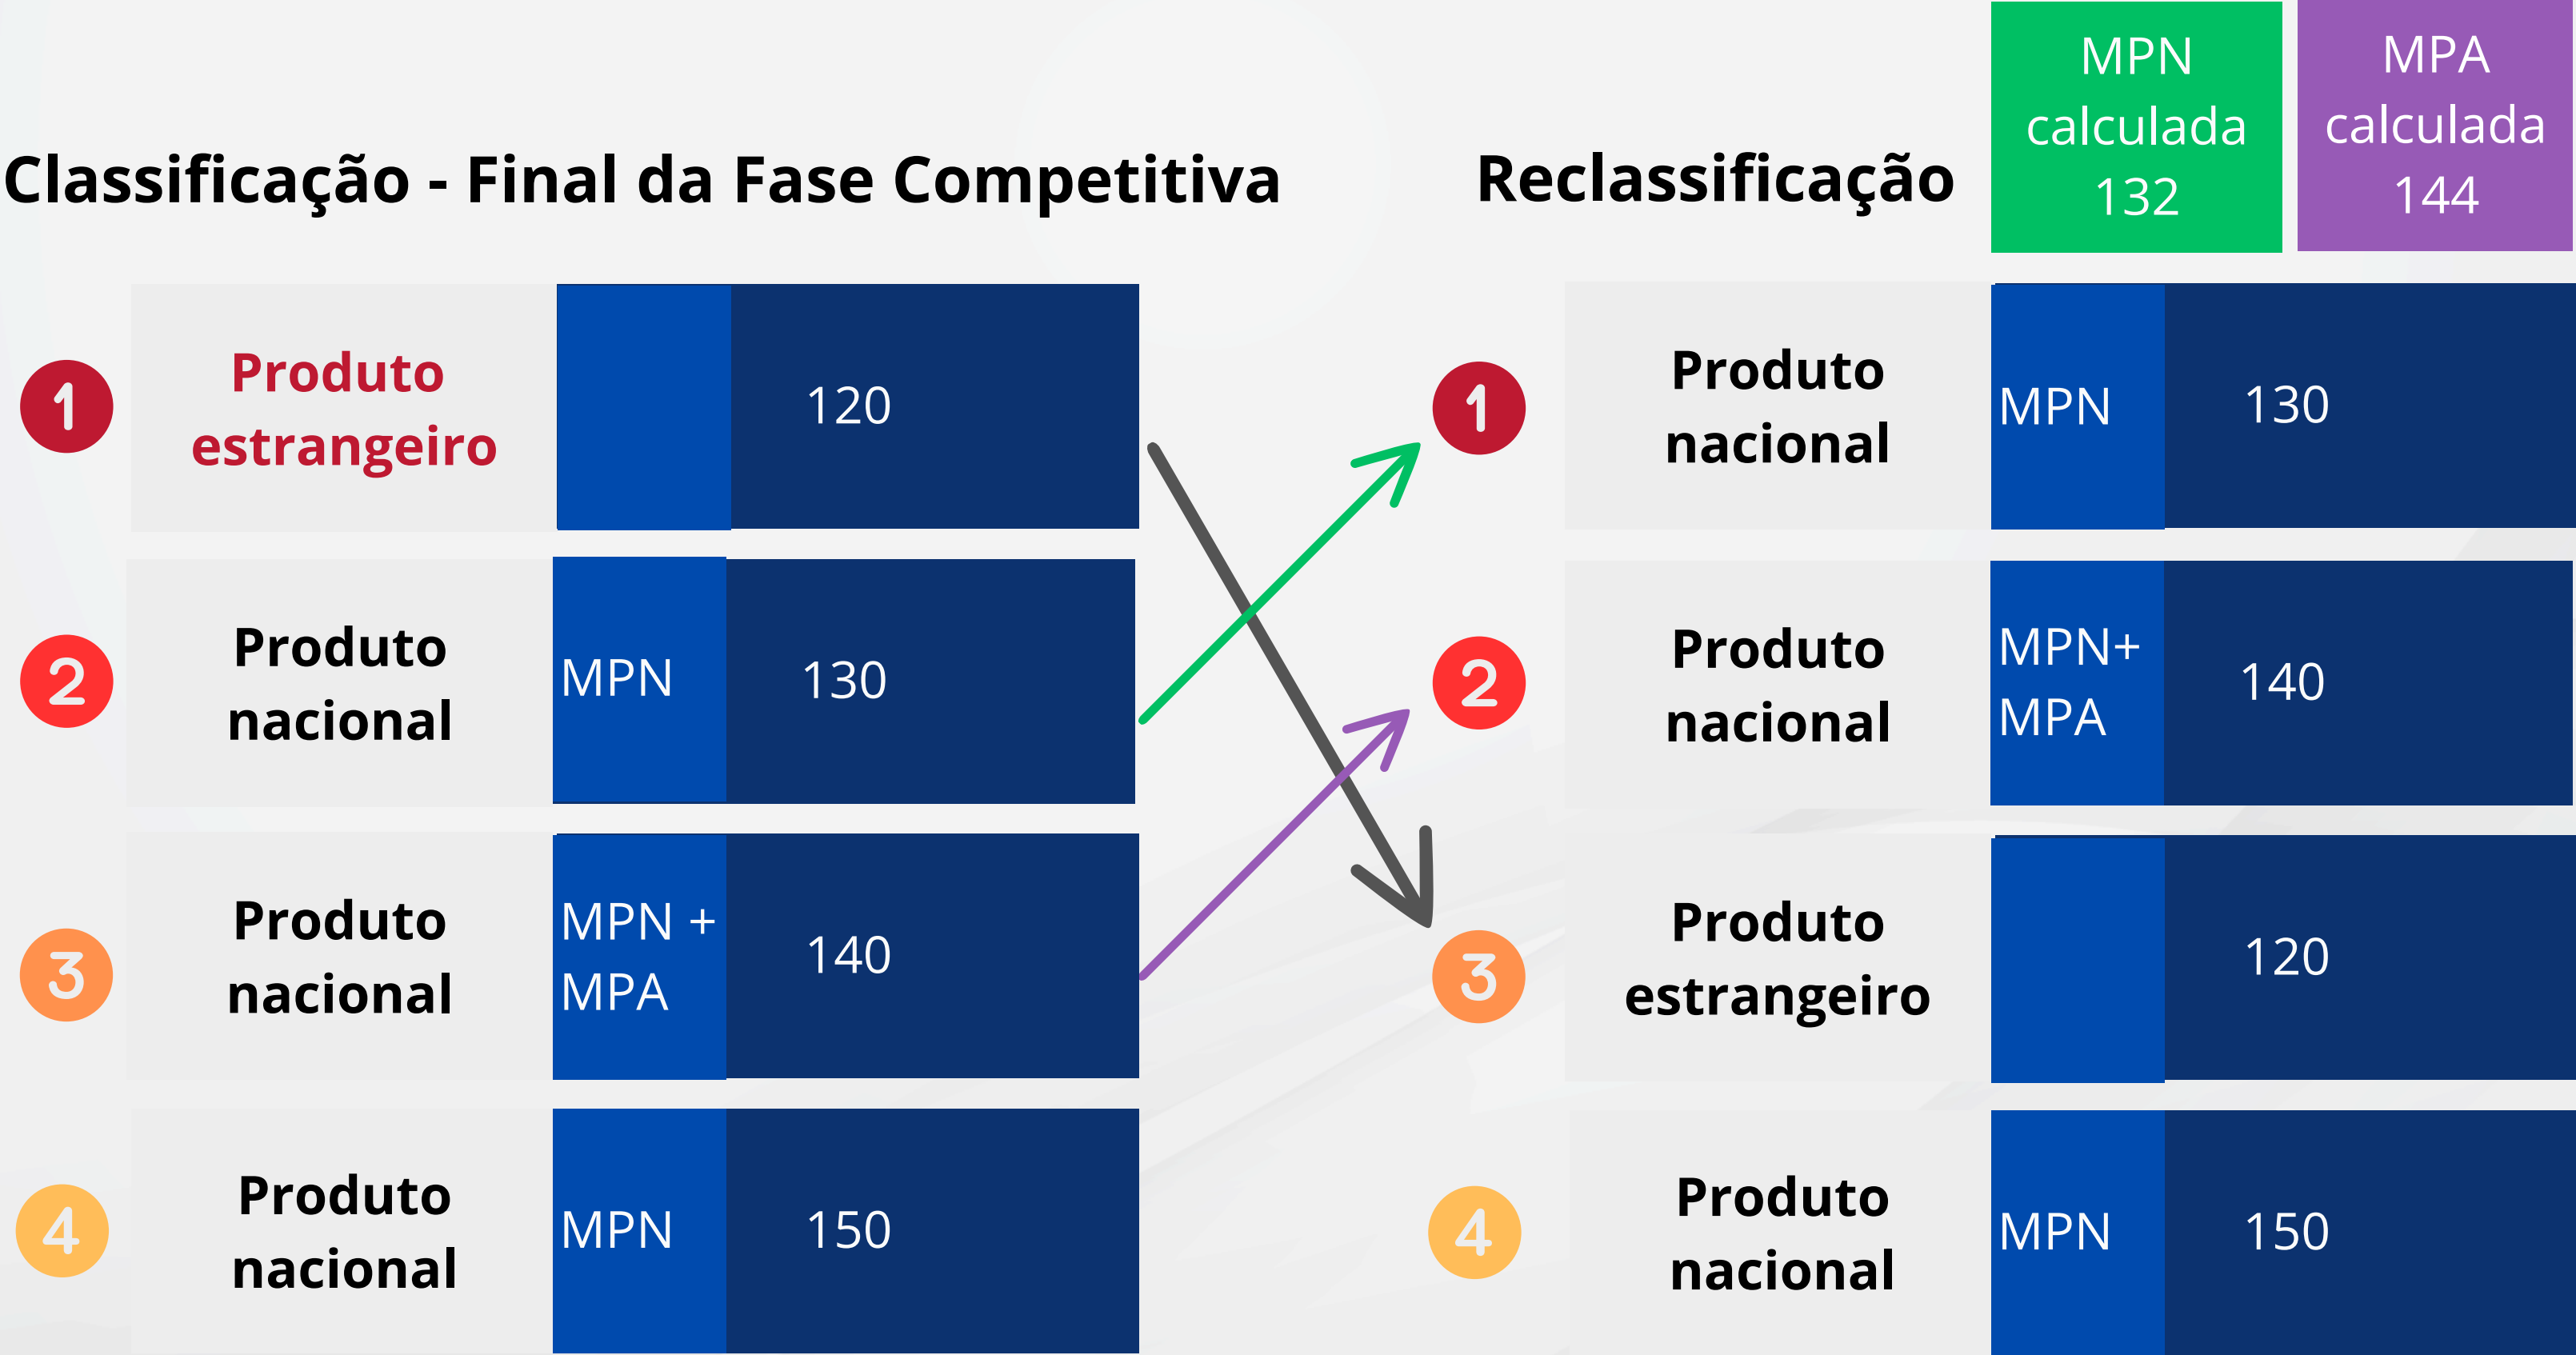 Classificação - Final da Fase Competitiva
1
Produto
estrangeiro
120
2
Produto
nacional
MPN
130
3
Produto
nacional
MPN +
MPA
140
4
Produto
nacional
MPN
150
Reclassificação
MPN
calculada
132
MPA
calculada
144
1
Produto
nacional
MPN
130
2
Produto
nacional
MPN+
MPA
140
3
Produto
estrangeiro
120
4
Produto
nacional
MPN
150